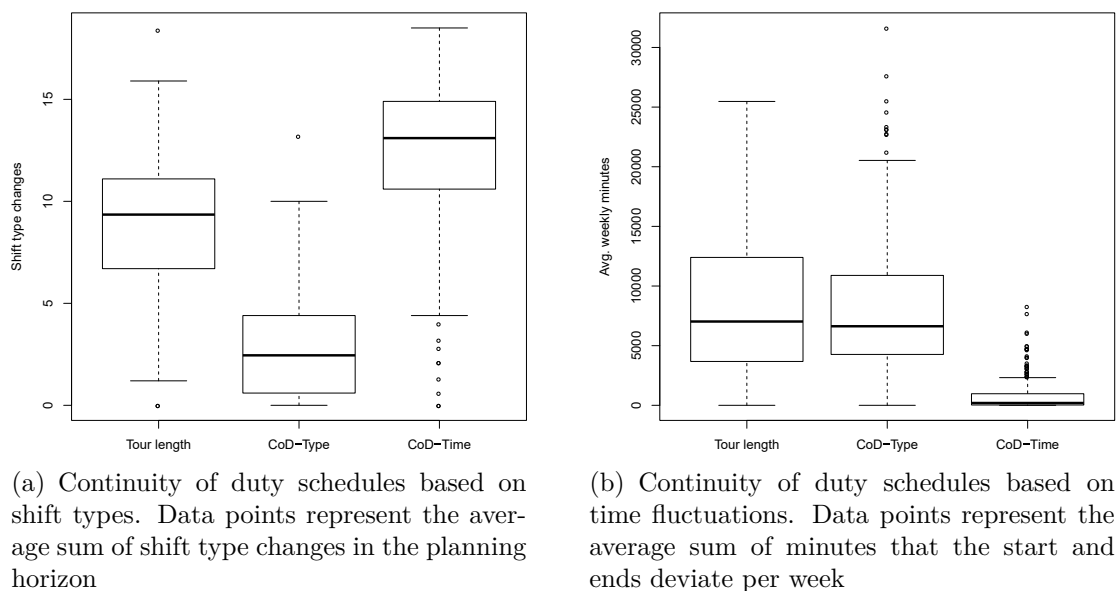 Shift type changes
15
10
5
0
Tour length
CoD−Type
CoD−Time
(a) Continuity of duty schedules based on
shift types. Data points represent the aver-
age sum of shift type changes in the planning
horizon
Avg. weekly minutes
30000
25000
20000
15000
10000
5000
0
Tour length
CoD−Type
CoD−Time
(b) Continuity of duty schedules based on
time fluctuations. Data points represent the
average sum of minutes that the start and
ends deviate per week